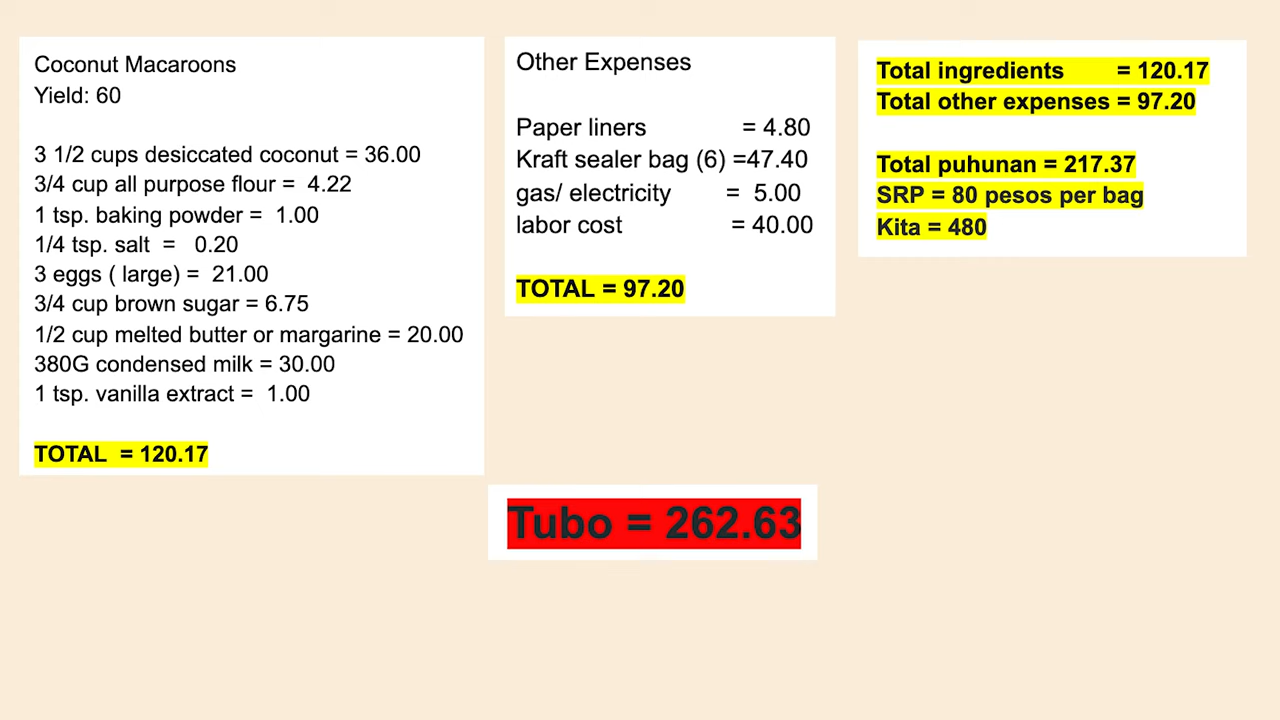 Coconut Macaroons
Yield: 60
3 1/2 cups desiccated coconut = 36.00
3/4 cup all purpose flour = 4.22
1 tsp. baking powder = 1.00
1/4 tsp. salt = 0.20
3 eggs ( large) = 21.00
3/4 cup brown sugar = 6.75
1/2 cup melted butter or margarine = 20.00
380G condensed milk = 30.00
1 tsp. vanilla extract = 1.00
TOTAL = 120.17
Other Expenses
Paper liners = 4.80
Kraft sealer bag (6) =47.40
gas/ electricity = 5.00
labor cost = 40.00
TOTAL = 97.20
Total ingredients = 120.17
Total other expenses = 97.20
Total puhunan = 217.37
SRP = 80 pesos per bag
Kita = 480
Tubo = 262.63